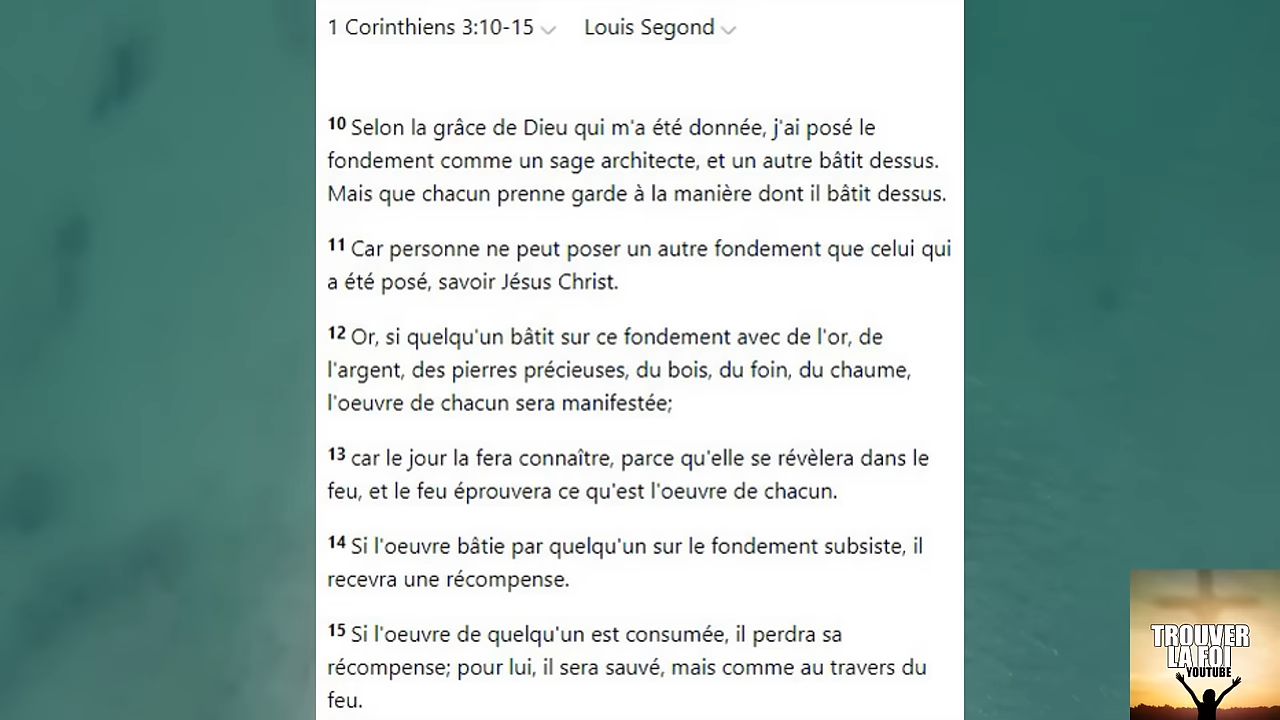 1 Corinthiens 3:10-15 Louis Segond
10 Selon la grâce de Dieu qui m'a été donnée, j'ai posé le
fondement comme un sage architecte, et un autre bâtit dessus.
Mais que chacun prenne garde à la manière dont il bâtit dessus.
11 Car personne ne peut poser un autre fondement que celui qui
a été posé, savoir Jésus Christ.
12 Or, si quelqu'un bâtit sur ce fondement avec de l'or, de
l'argent, des pierres précieuses, du bois, du foin, du chaume,
l'oeuvre de chacun sera manifestée;
13 car le jour la fera connaître, parce qu'elle se révèlera dans le
feu, et le feu éprouvera ce qu'est l'oeuvre de chacun.
14 Si l'oeuvre bâtie par quelqu'un sur le fondement subsiste, il
recevra une récompense.
15 Si l'oeuvre de quelqu'un est consumée, il perdra sa
récompense; pour lui, il sera sauvé, mais comme au travers du
feu.
TROUVER
LA FOI
YOUTUBE